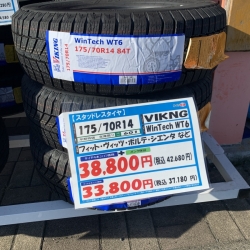 VIKING
WinTech WT6
175/70R14 84T
175/70R14
【スタッドレスタイヤ】
VIKNG
175/70R14
WinTech WT6
フィット・ヴィッツ・ポルテ・シエンタ など
38.800円(税込 42.680円)
33.800円(税込 37.180円)